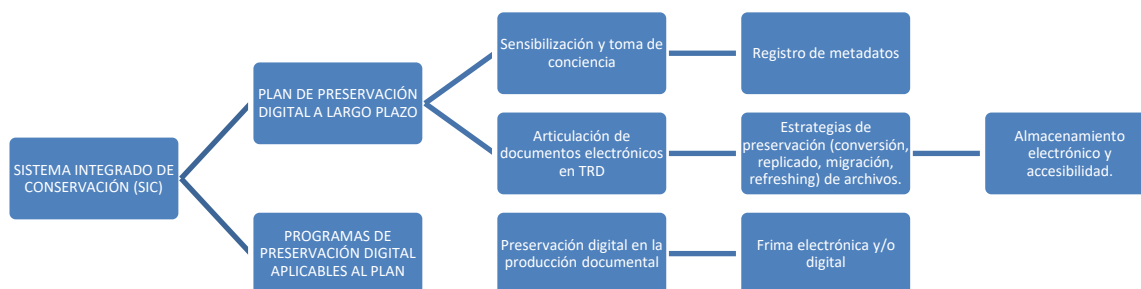 SISTEMA INTEGRADO DE
CONSERVACIÓN (SIC)
PLAN DE PRESERVACIÓN
DIGITAL A LARGO PLAZO
Sensibilización y toma de
conciencia
Registro de metadatos
Articulación de
documentos electrónicos
en TRD
Estrategias de
preservación (conversión,
replicado, migración,
refreshing) de archivos.
Almacenamiento
electrónico y
accesibilidad.
PROGRAMAS DE
PRESERVACIÓN DIGITAL
APLICABLES AL PLAN
Preservación digital en la
producción documental
Frima electrónica y/o
digital